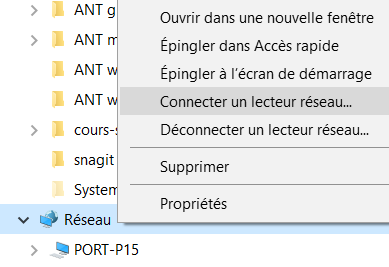 ANT g
ANT m
ANT w
ANT w
cours-s
snagit
System
Réseau
PORT-P15
Ouvrir dans une nouvelle fenêtre
Épingler dans Accès rapide
Épingler à l'écran de démarrage
Connecter un lecteur réseau...
Déconnecter un lecteur réseau...
Supprimer
Propriétés